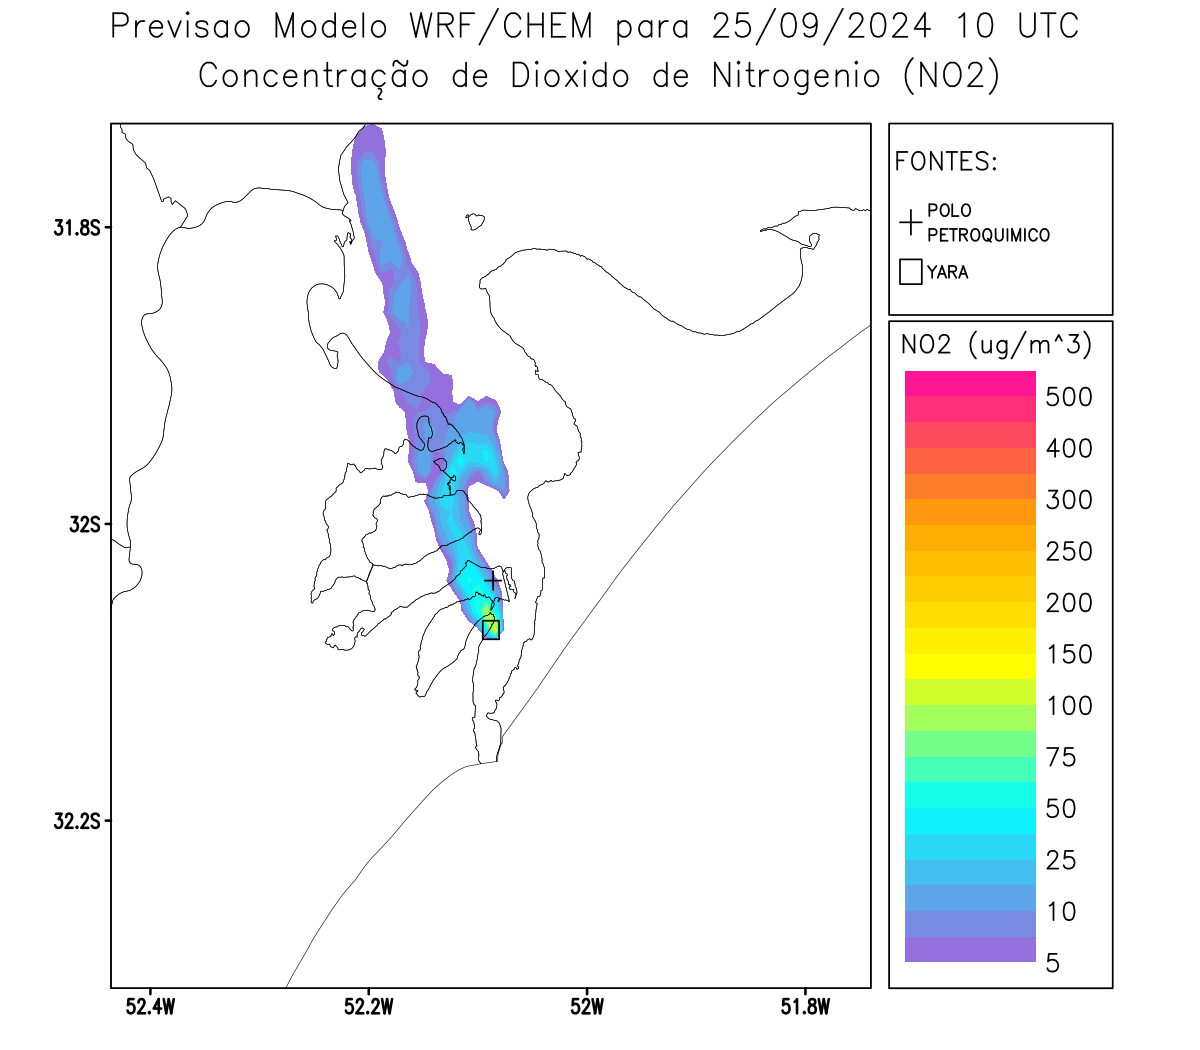 Previsao Modelo WRF/CHEM para 25/09/2024 10 UTC
Concentração de Dioxido de Nitrogenio (NO2)
FONTES:
POLO
PETROQUIMICO
YARA
NO2 (ug/m^3)
500
400
300
250
200
150
100
75
50
25
10
5
31.8S
32S
32.2S
52.4W
52.2W
52W
51.8W